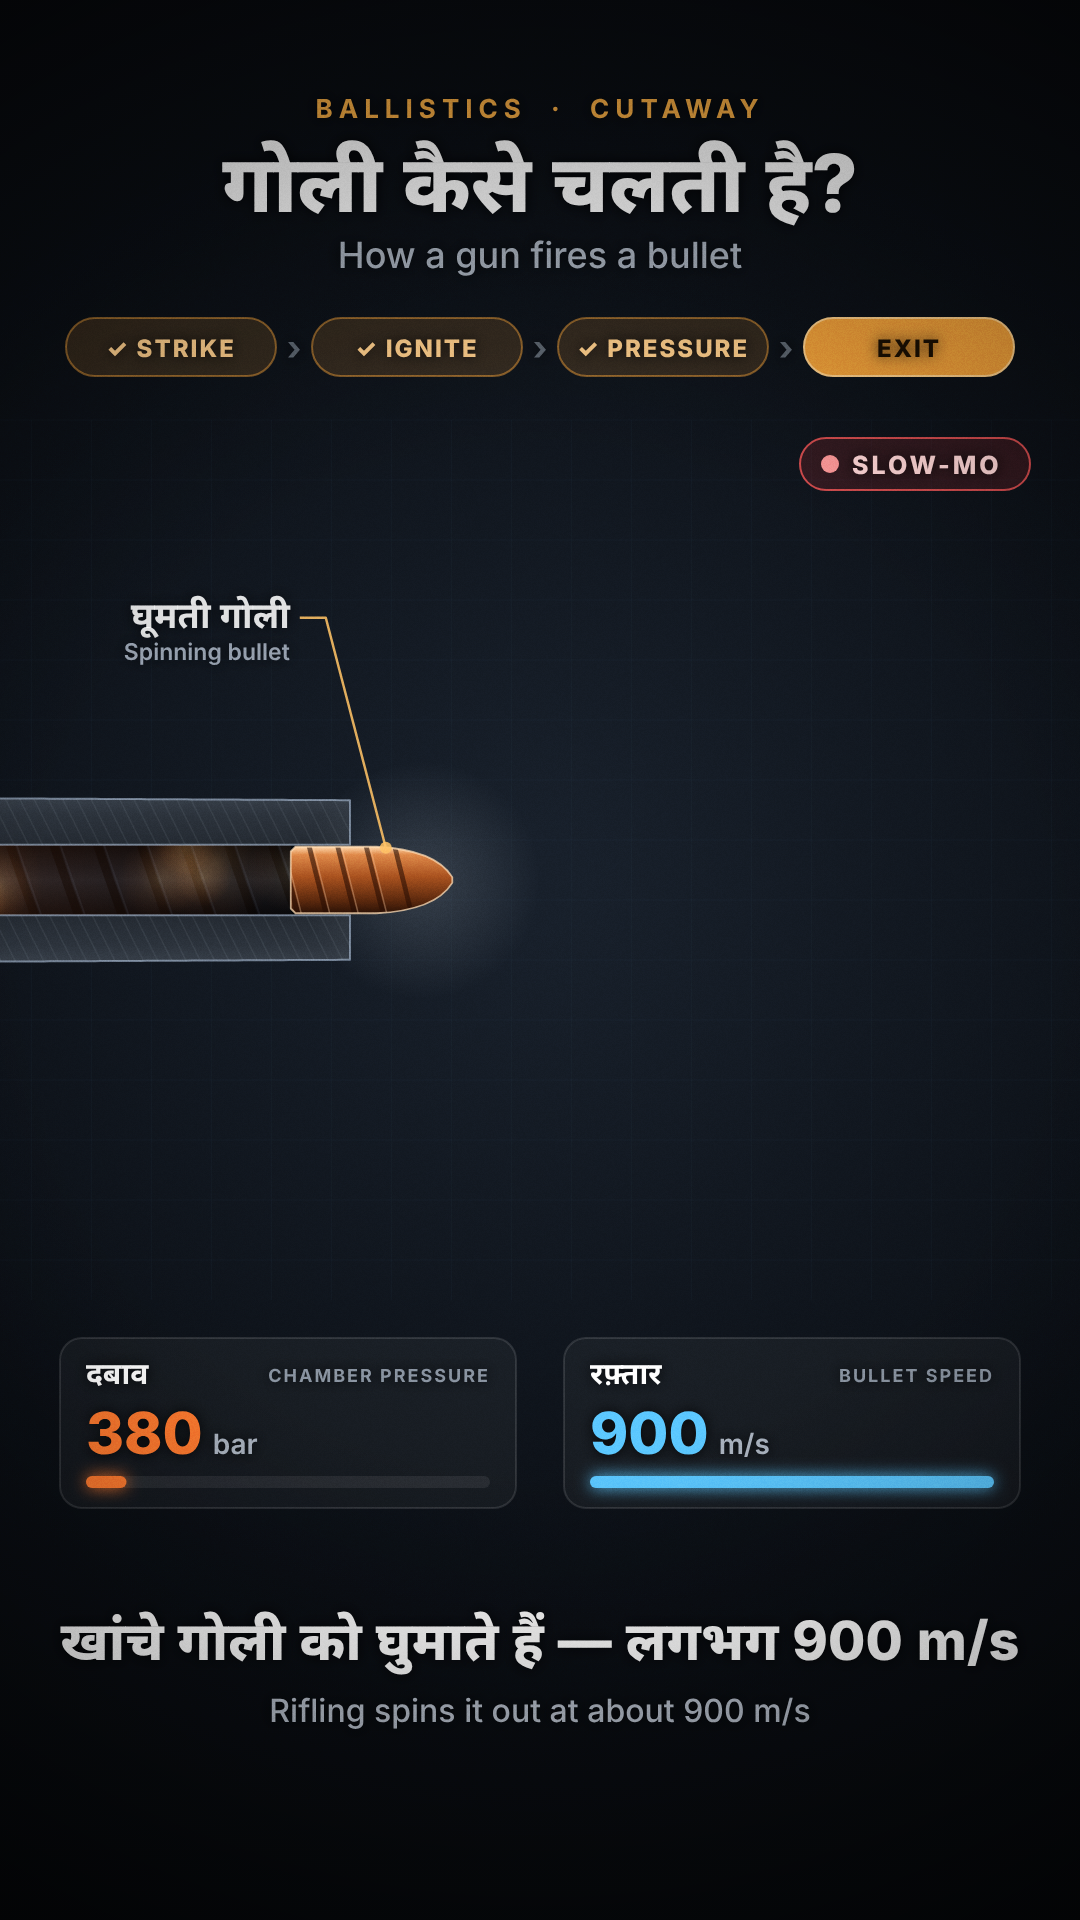 BALLISTICS · CUTAWAY
गोली कैसे चलती है?
How a gun fires a bullet
✓ STRIKE › ✓ IGNITE › ✓ PRESSURE › EXIT
SLOW-MO
घूमती गोली
Spinning bullet
दबाव CHAMBER PRESSURE
380 bar
रफ़्तार BULLET SPEED
900 m/s
खांचे गोली को घुमाते हैं — लगभग 900 m/s
Rifling spins it out at about 900 m/s